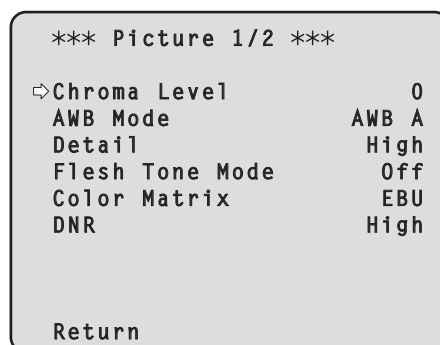 *** Picture 1/2 ***
⇨Chroma Level 0
AWB Mode AWB A
Detail High
Flesh Tone Mode Off
Color Matrix EBU
DNR High
Return